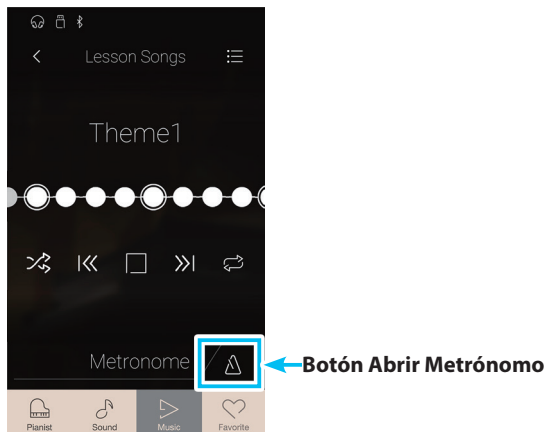 Lesson Songs
Theme1
Metronome
Botón Abrir Metrónomo
Pianist Sound Music Favorite